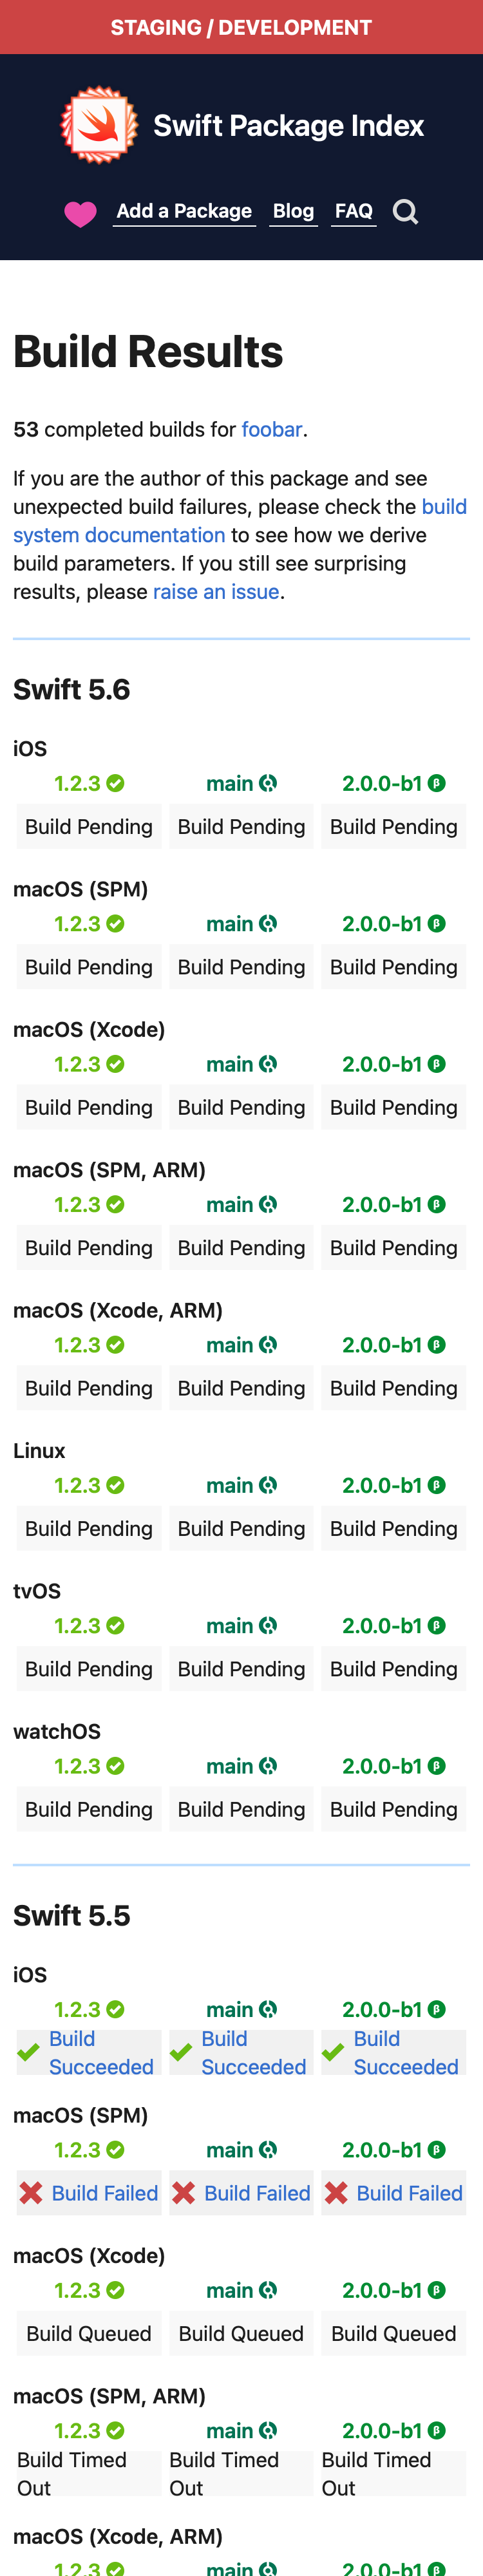 STAGING / DEVELOPMENT
Swift Package Index
Add a Package Blog FAQ
Build Results
53 completed builds for foobar.
If you are the author of this package and see
unexpected build failures, please check the build
system documentation to see how we derive
build parameters. If you still see surprising
results, please raise an issue.
Swift 5.6
iOS
1.2.3 main 2.0.0-b1 β
Build Pending Build Pending Build Pending
macOS (SPM)
1.2.3 main 2.0.0-b1 β
Build Pending Build Pending Build Pending
macOS (Xcode)
1.2.3 main 2.0.0-b1 β
Build Pending Build Pending Build Pending
macOS (SPM, ARM)
1.2.3 main 2.0.0-b1 β
Build Pending Build Pending Build Pending
macOS (Xcode, ARM)
1.2.3 main 2.0.0-b1 β
Build Pending Build Pending Build Pending
Linux
1.2.3 main 2.0.0-b1 β
Build Pending Build Pending Build Pending
tvOS
1.2.3 main 2.0.0-b1 β
Build Pending Build Pending Build Pending
watchOS
1.2.3 main 2.0.0-b1 β
Build Pending Build Pending Build Pending
Swift 5.5
iOS
1.2.3 main 2.0.0-b1 β
Build Build Build
Succeeded Succeeded Succeeded
macOS (SPM)
1.2.3 main 2.0.0-b1 β
Build Failed Build Failed Build Failed
macOS (Xcode)
1.2.3 main 2.0.0-b1 β
Build Queued Build Queued Build Queued
macOS (SPM, ARM)
1.2.3 main 2.0.0-b1 β
Build Timed Build Timed Build Timed
Out Out Out
macOS (Xcode, ARM)
1.2.3 main 2.0.0-b1 β